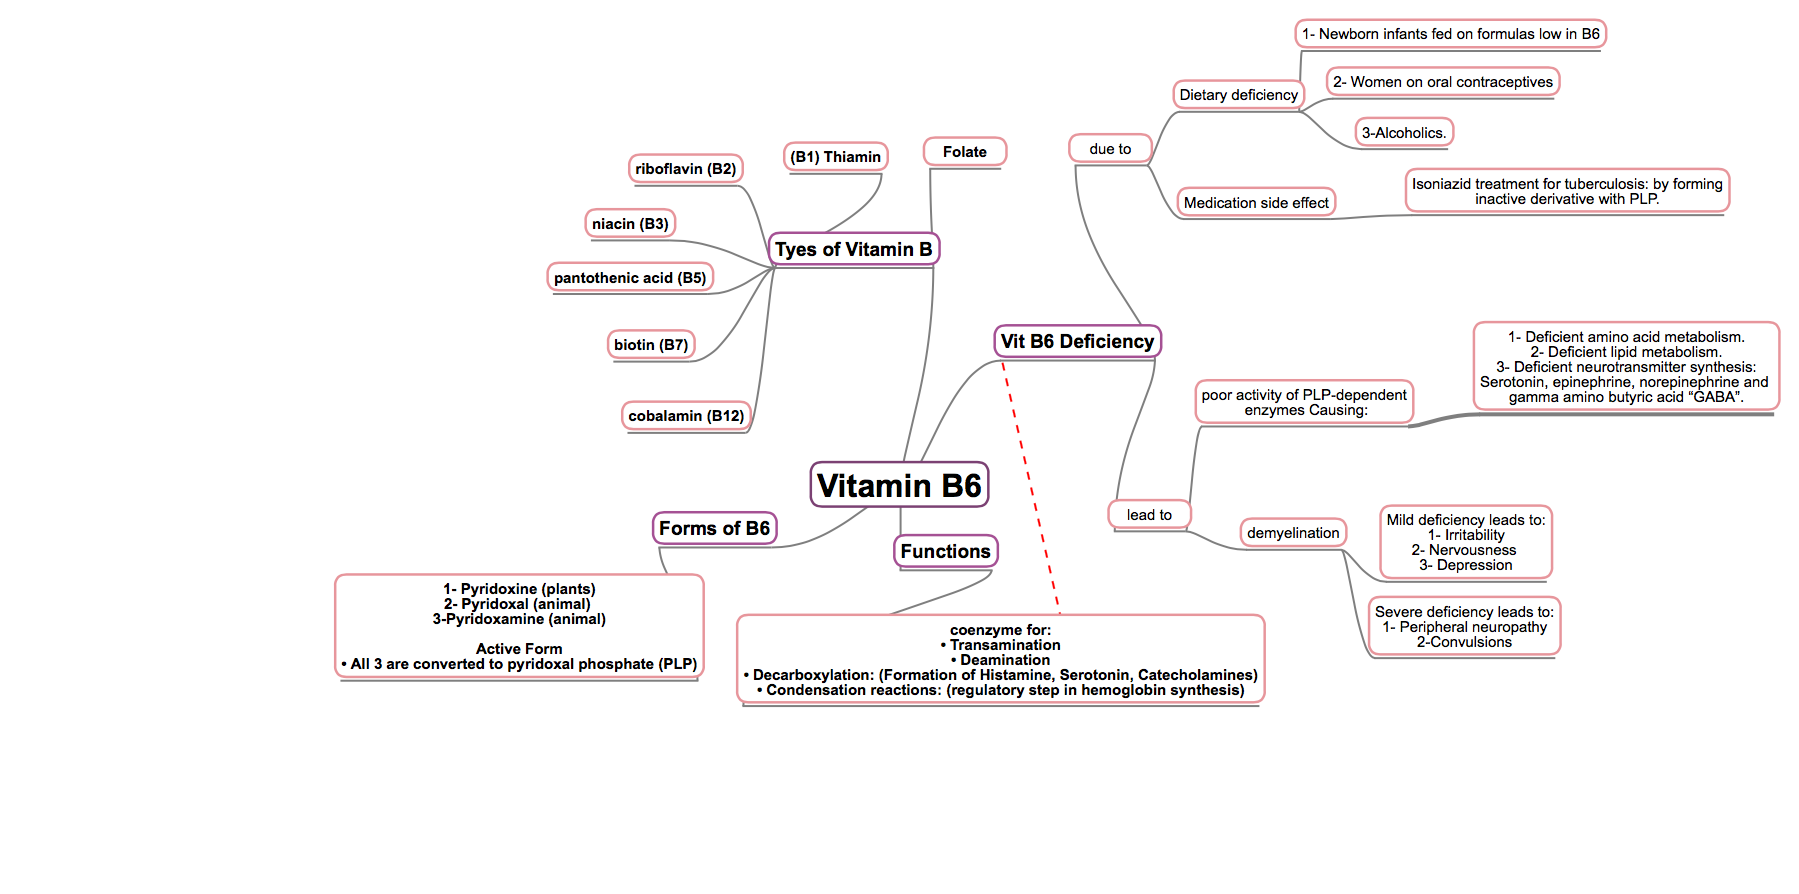 Vitamin B6
Tyes of Vitamin B
Folate
(B1) Thiamin
riboflavin (B2)
niacin (B3)
pantothenic acid (B5)
biotin (B7)
cobalamin (B12)
Vit B6 Deficiency
due to
Dietary deficiency
1- Newborn infants fed on formulas low in B6
2- Women on oral contraceptives
3-Alcoholics.
Medication side effect
Isoniazid treatment for tuberculosis: by forming
inactive derivative with PLP.
lead to
poor activity of PLP-dependent
enzymes Causing:
1- Deficient amino acid metabolism.
2- Deficient lipid metabolism.
3- Deficient neurotransmitter synthesis:
Serotonin, epinephrine, norepinephrine and
gamma amino butyric acid “GABA”.
demyelination
Mild deficiency leads to:
1- Irritability
2- Nervousness
3- Depression
Severe deficiency leads to:
1- Peripheral neuropathy
2-Convulsions
Forms of B6
1- Pyridoxine (plants)
2- Pyridoxal (animal)
3-Pyridoxamine (animal)
Active Form
• All 3 are converted to pyridoxal phosphate (PLP)
Functions
coenzyme for:
• Transamination
• Deamination
• Decarboxylation: (Formation of Histamine, Serotonin, Catecholamines)
• Condensation reactions: (regulatory step in hemoglobin synthesis)